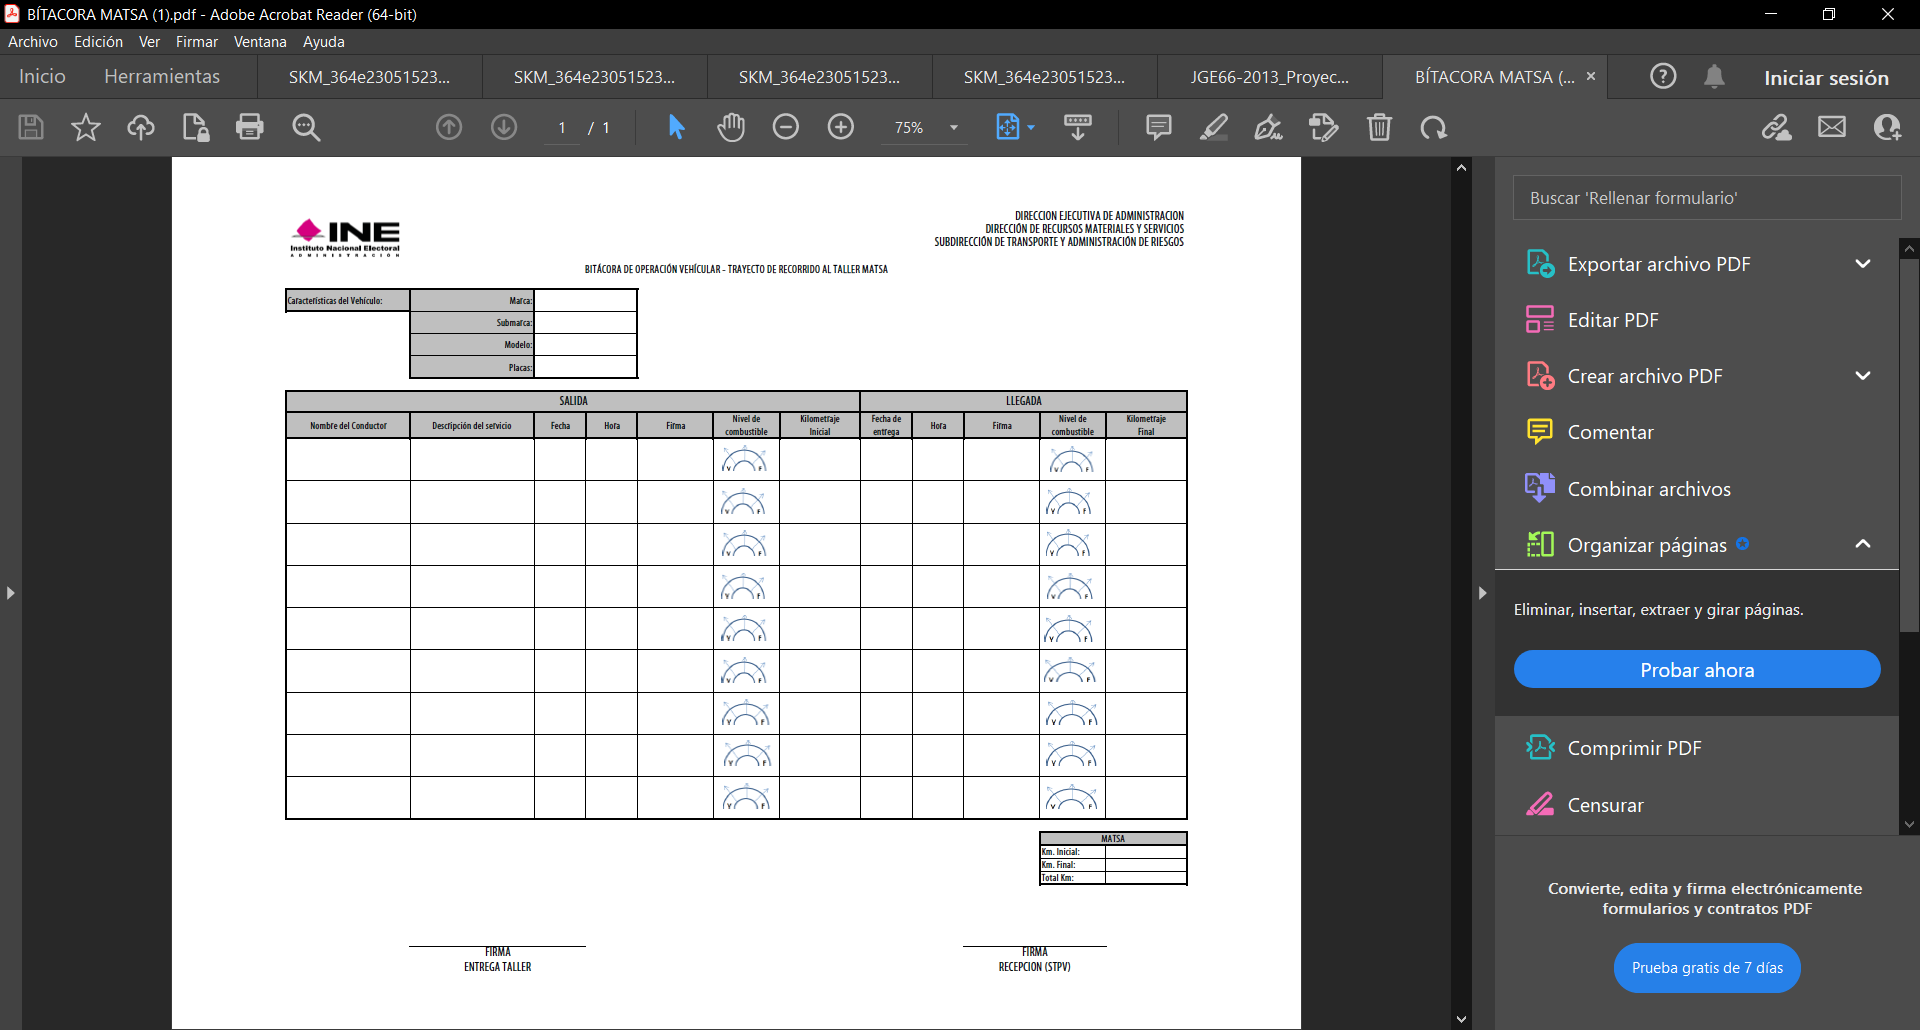 BÍTACORA MATSA (1).pdf - Adobe Acrobat Reader (64-bit)
Archivo Edición Ver Firmar Ventana Ayuda
Inicio Herramientas SKM_364e23051523... SKM_364e23051523... SKM_364e23051523... SKM_364e23051523... JGE66-2013_Proyec... BÍTACORA MATSA (... Iniciar sesión
1 / 1 75%
INE
Instituto Nacional Electoral
ADMINISTRACIÓN
DIRECCION EJECUTIVA DE ADMINISTRACION
DIRECCIÓN DE RECURSOS MATERIALES Y SERVICIOS
SUBDIRECCIÓN DE TRANSPORTE Y ADMINISTRACIÓN DE RIESGOS
BITÁCORA DE OPERACIÓN VEHÍCULAR - TRAYECTO DE RECORRIDO AL TALLER MATSA
Características del Vehículo: Marca:
Submarca:
Modelo:
Placas:
SALIDA LLEGADA
Nombre del Conductor Descripción del servicio Fecha Hora Firma Nivel de combustible Kilometraje Inicial Fecha de entrega Hora Firma Nivel de combustible Kilometraje Final
V F V F
V F V F
V F V F
V F V F
V F V F
V F V F
V F V F
V F V F
V F V F
MATSA
Km. Inicial:
Km. Final:
Total Km:
FIRMA
ENTREGA TALLER
FIRMA
RECEPCION (STPV)
Buscar 'Rellenar formulario'
Exportar archivo PDF
Editar PDF
Crear archivo PDF
Comentar
Combinar archivos
Organizar páginas
Eliminar, insertar, extraer y girar páginas.
Probar ahora
Comprimir PDF
Censurar
Convierte, edita y firma electrónicamente
formularios y contratos PDF
Prueba gratis de 7 días